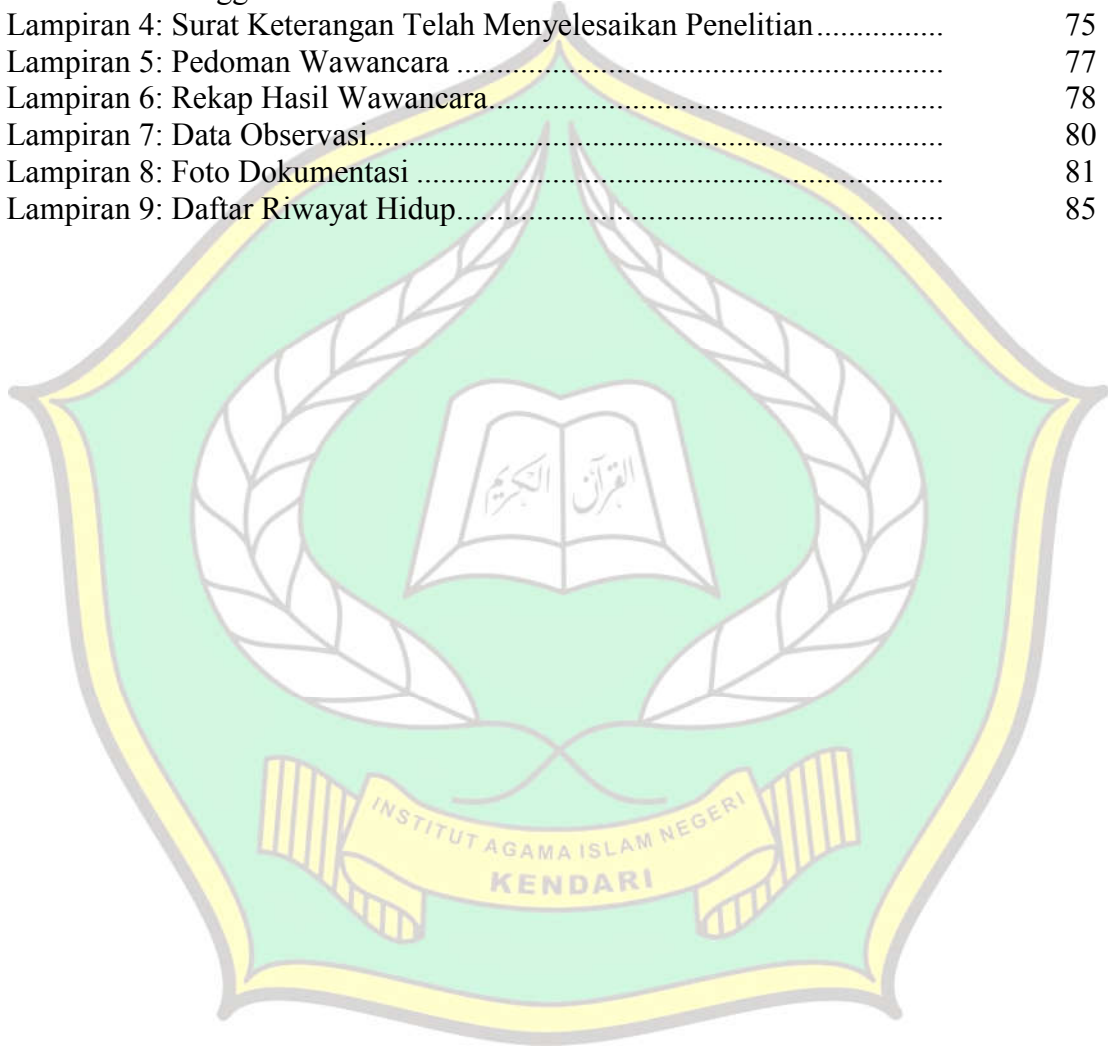 Lampiran 4: Surat Keterangan Telah Menyelesaikan Penelitian............... 75
Lampiran 5: Pedoman Wawancara ............................................................. 77
Lampiran 6: Rekap Hasil Wawancara......................................................... 78
Lampiran 7: Data Observasi........................................................................ 80
Lampiran 8: Foto Dokumentasi .................................................................. 81
Lampiran 9: Daftar Riwayat Hidup............................................................. 85
القرآن الكريم
INSTITUT AGAMA ISLAM NEGERI
KENDARI